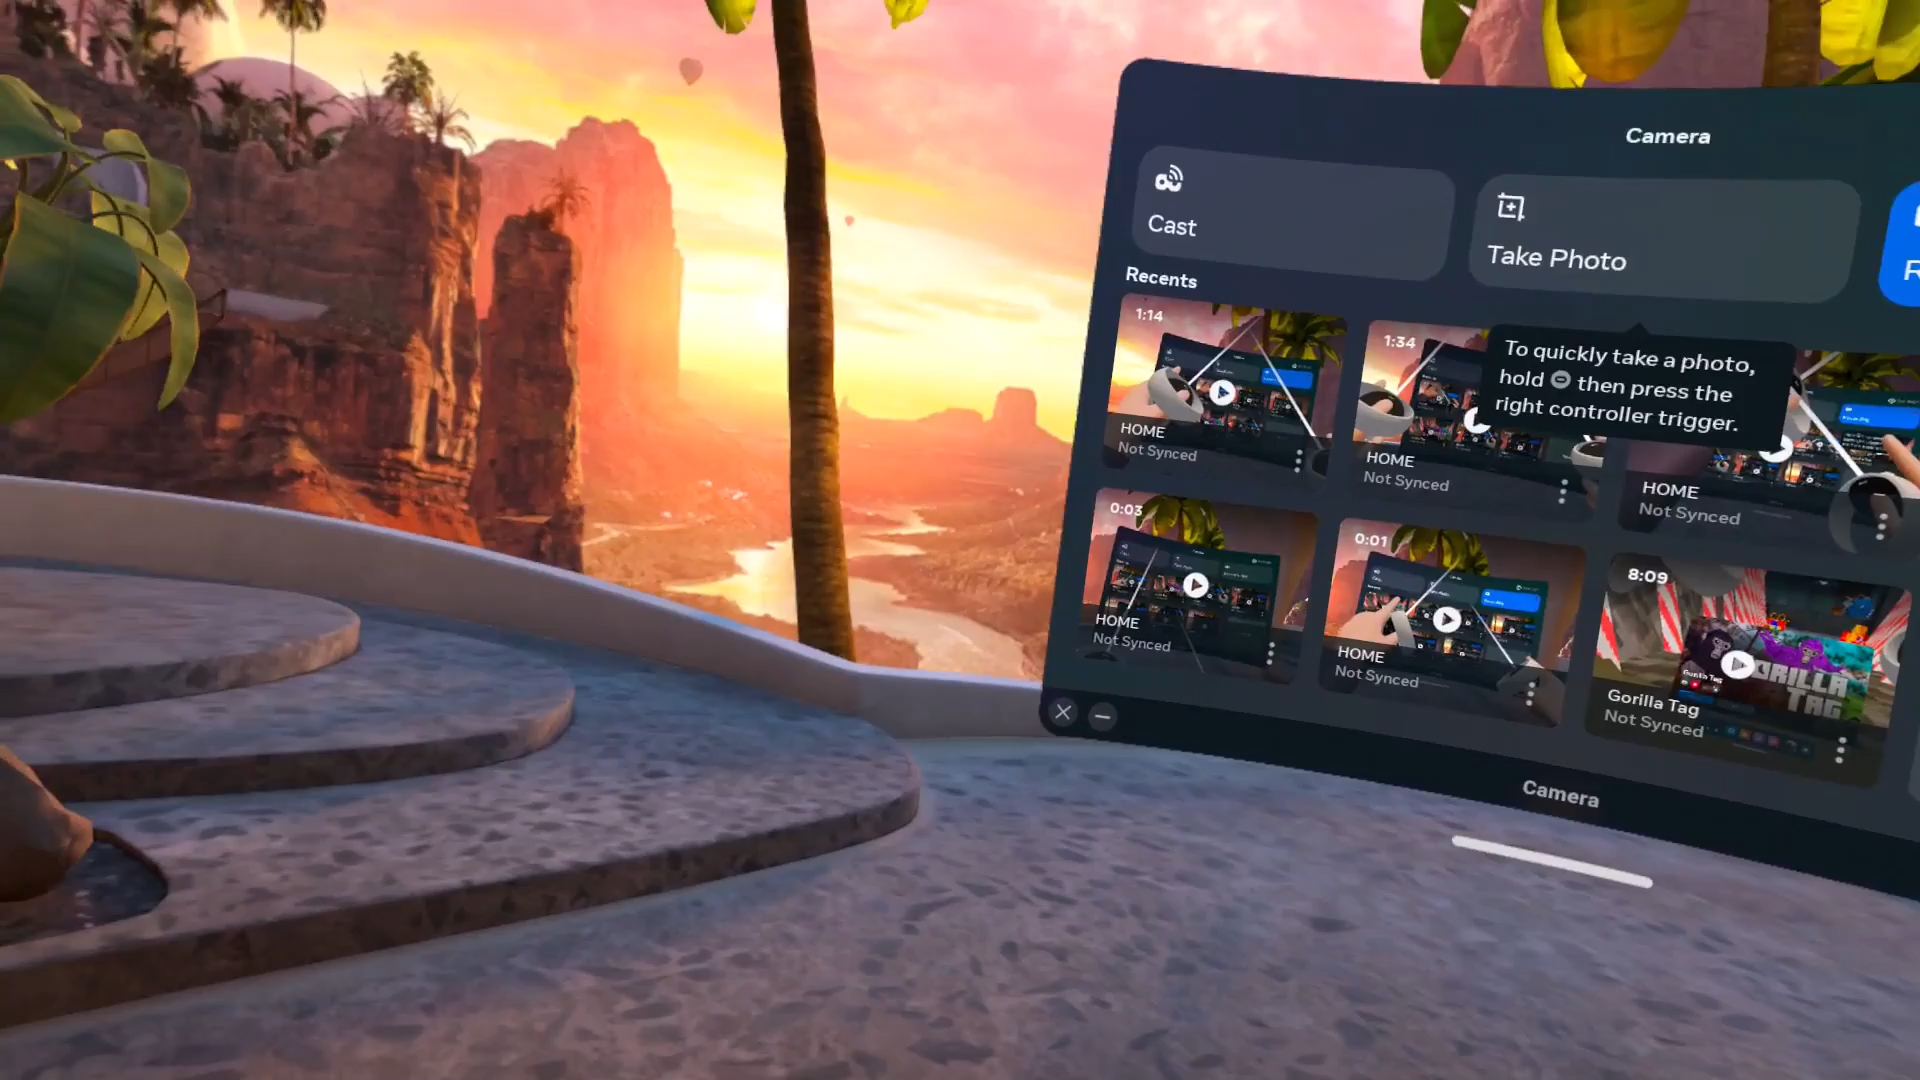 Camera
Cast
Take Photo
R
Recents
1:14
1:34
To quickly take a photo,
hold then press the
right controller trigger.
HOME
Not Synced
HOME
Not Synced
HOME
Not Synced
0:03
0:01
8:09
HOME
Not Synced
HOME
Not Synced
GORILLA
TAG
Gorilla Tag
Not Synced
Camera